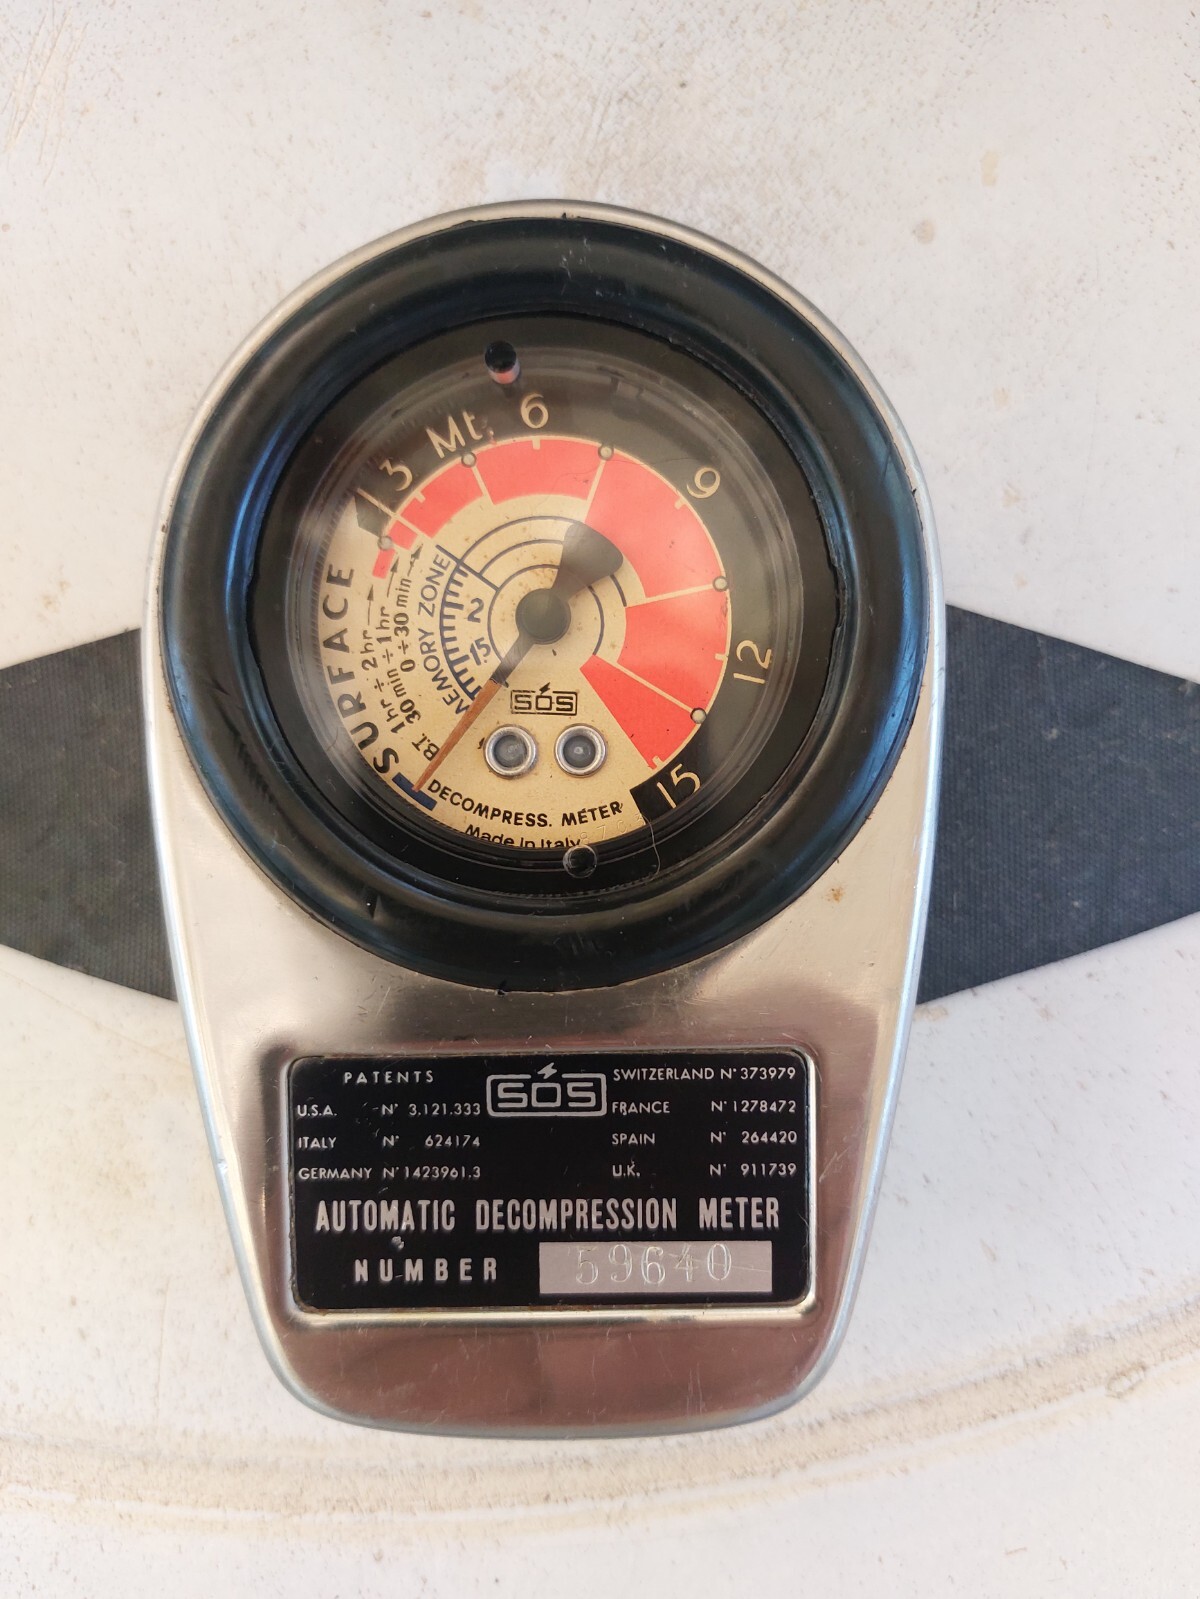 3 Mt. 6 9 12 15
SURFACE
1hr ÷ 2hr
30 min ÷ 1hr
0 ÷ 30 min
B.T.
MEMORY ZONE
2
15
SOS
DECOMPRESS. METER
Made in Italy
PATENTS
SOS
SWITZERLAND N° 373979
U.S.A. N° 3.121.333
FRANCE N° 1278472
ITALY N° 624174
SPAIN N° 264420
GERMANY N° 1423961.3
U.K. N° 911739
AUTOMATIC DECOMPRESSION METER
NUMBER 59640